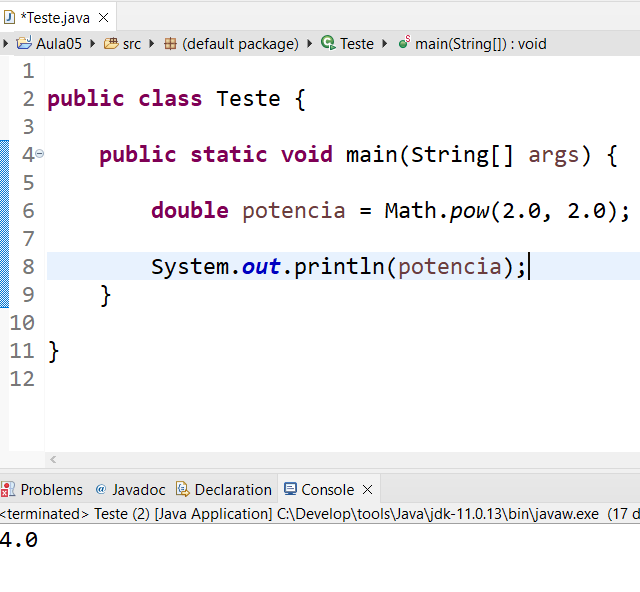 *Teste.java
Aula05 src (default package) Teste main(String[]) : void
1
2 public class Teste {
3
4 public static void main(String[] args) {
5
6 double potencia = Math.pow(2.0, 2.0);
7
8 System.out.println(potencia);
9 }
10
11 }
12
Problems @ Javadoc Declaration Console
<terminated> Teste (2) [Java Application] C:\Develop\tools\Java\jdk-11.0.13\bin\javaw.exe (17 d
4.0